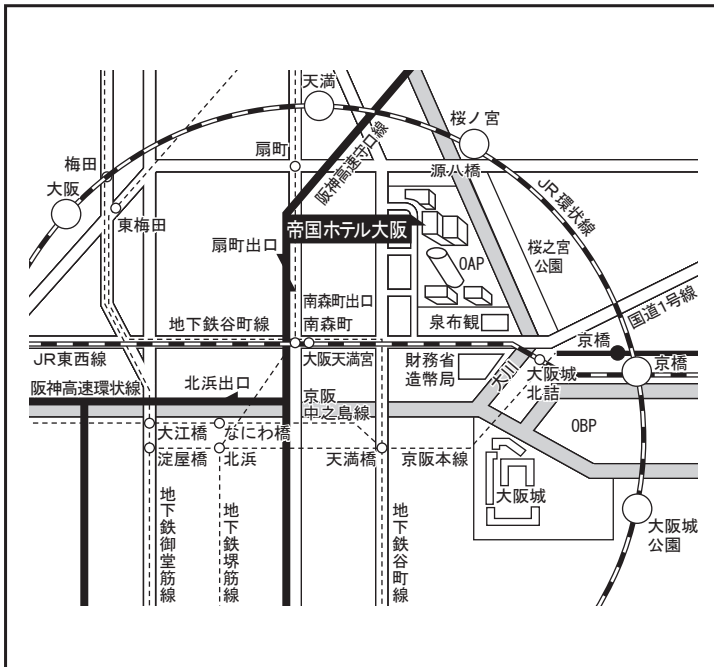 天満
桜ノ宮
梅田
扇町
阪神高速守口線
源八橋
大阪
JR環状線
東梅田
帝国ホテル大阪
扇町出口
桜之宮
公園
OAP
国道1号線
南森町出口
地下鉄谷町線
南森町
泉布観
京橋
JR東西線
大阪天満宮
財務省
造幣局
大川
大阪城
北詰
京橋
阪神高速環状線
北浜出口
京阪
中之島線
OBP
大江橋
なにわ橋
淀屋橋
北浜
天満橋
京阪本線
大阪城
大阪城
公園
地下鉄御堂筋線
地下鉄堺筋線
地下鉄谷町線